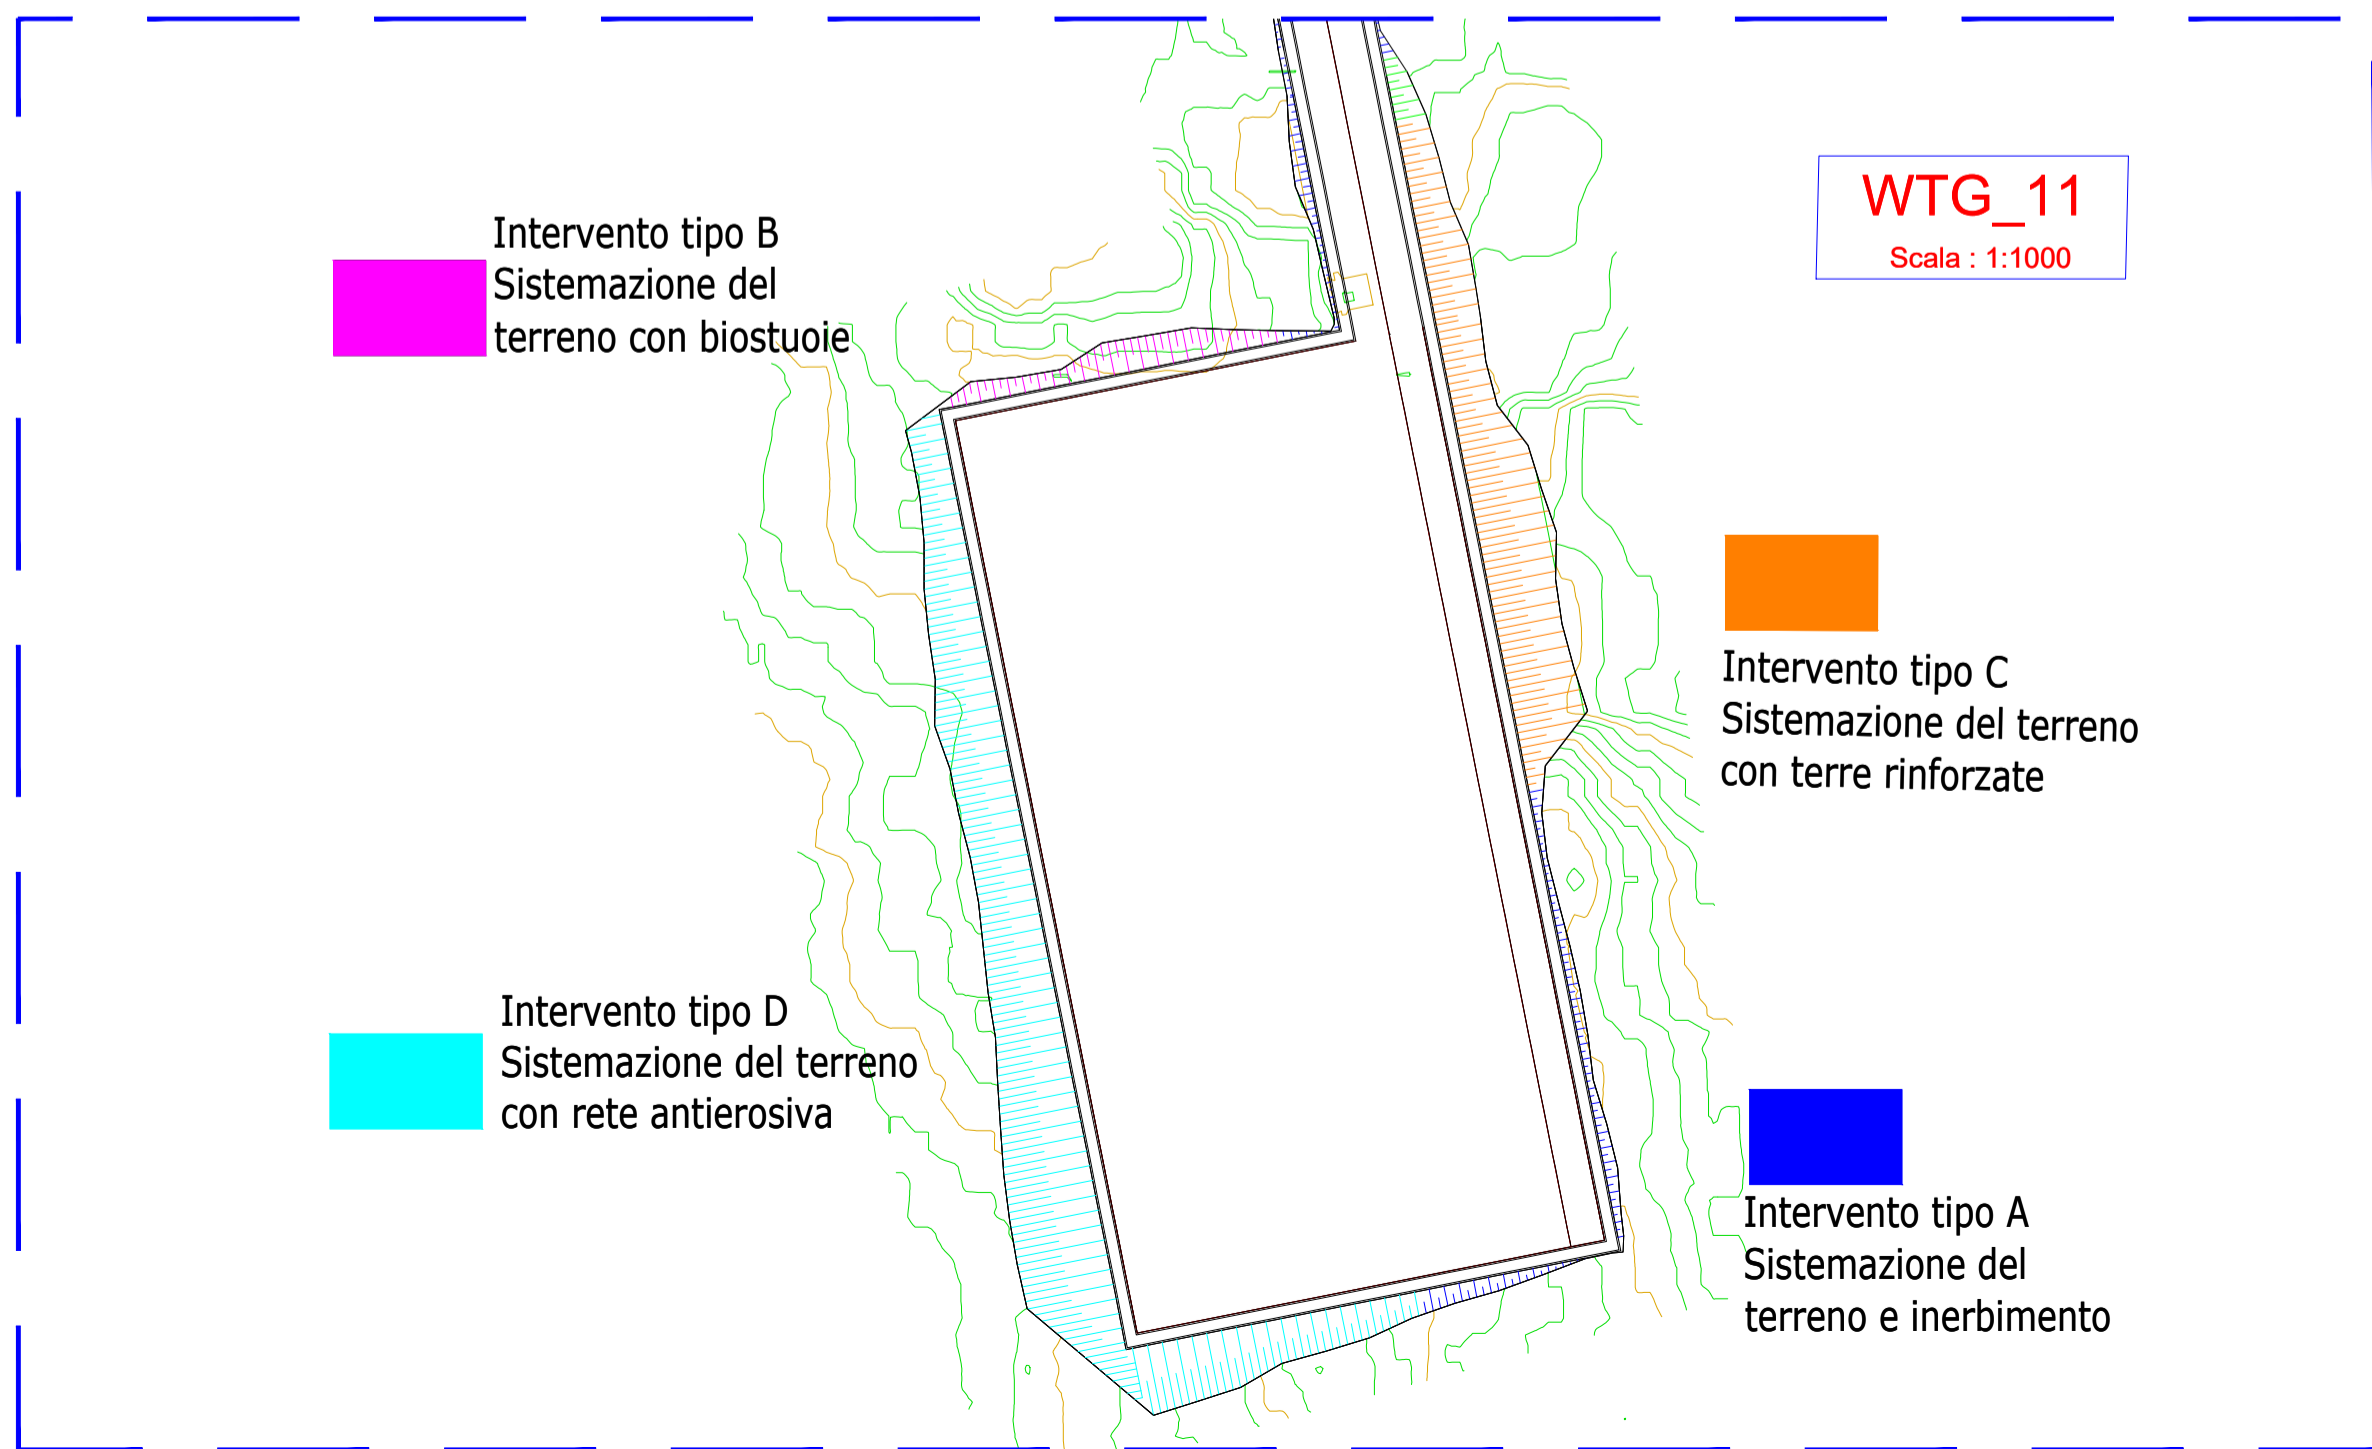 WTG_11
Scala : 1:1000
Intervento tipo B
Sistemazione del
terreno con biostuoie
Intervento tipo C
Sistemazione del terreno
con terre rinforzate
Intervento tipo D
Sistemazione del terreno
con rete antierosiva
Intervento tipo A
Sistemazione del
terreno e inerbimento